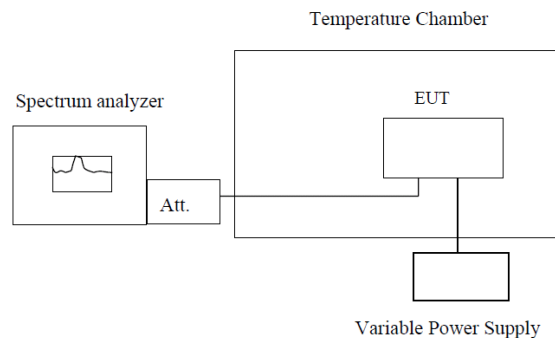 Temperature Chamber
Spectrum analyzer
EUT
Att.
Variable Power Supply